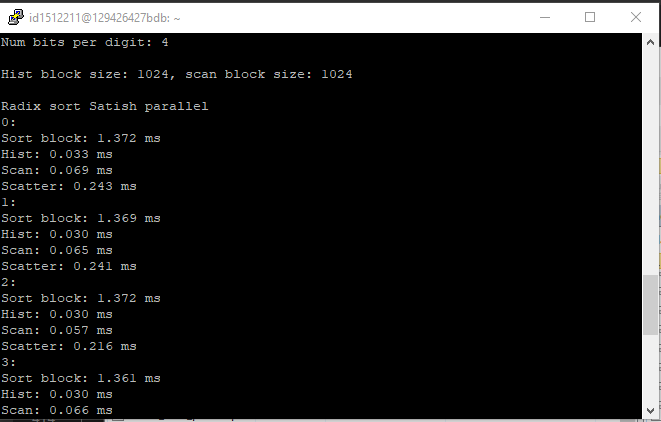 id1512211@129426427bdb: ~
Num bits per digit: 4
Hist block size: 1024, scan block size: 1024
Radix sort Satish parallel
0:
Sort block: 1.372 ms
Hist: 0.033 ms
Scan: 0.069 ms
Scatter: 0.243 ms
1:
Sort block: 1.369 ms
Hist: 0.030 ms
Scan: 0.065 ms
Scatter: 0.241 ms
2:
Sort block: 1.372 ms
Hist: 0.030 ms
Scan: 0.057 ms
Scatter: 0.216 ms
3:
Sort block: 1.361 ms
Hist: 0.030 ms
Scan: 0.066 ms